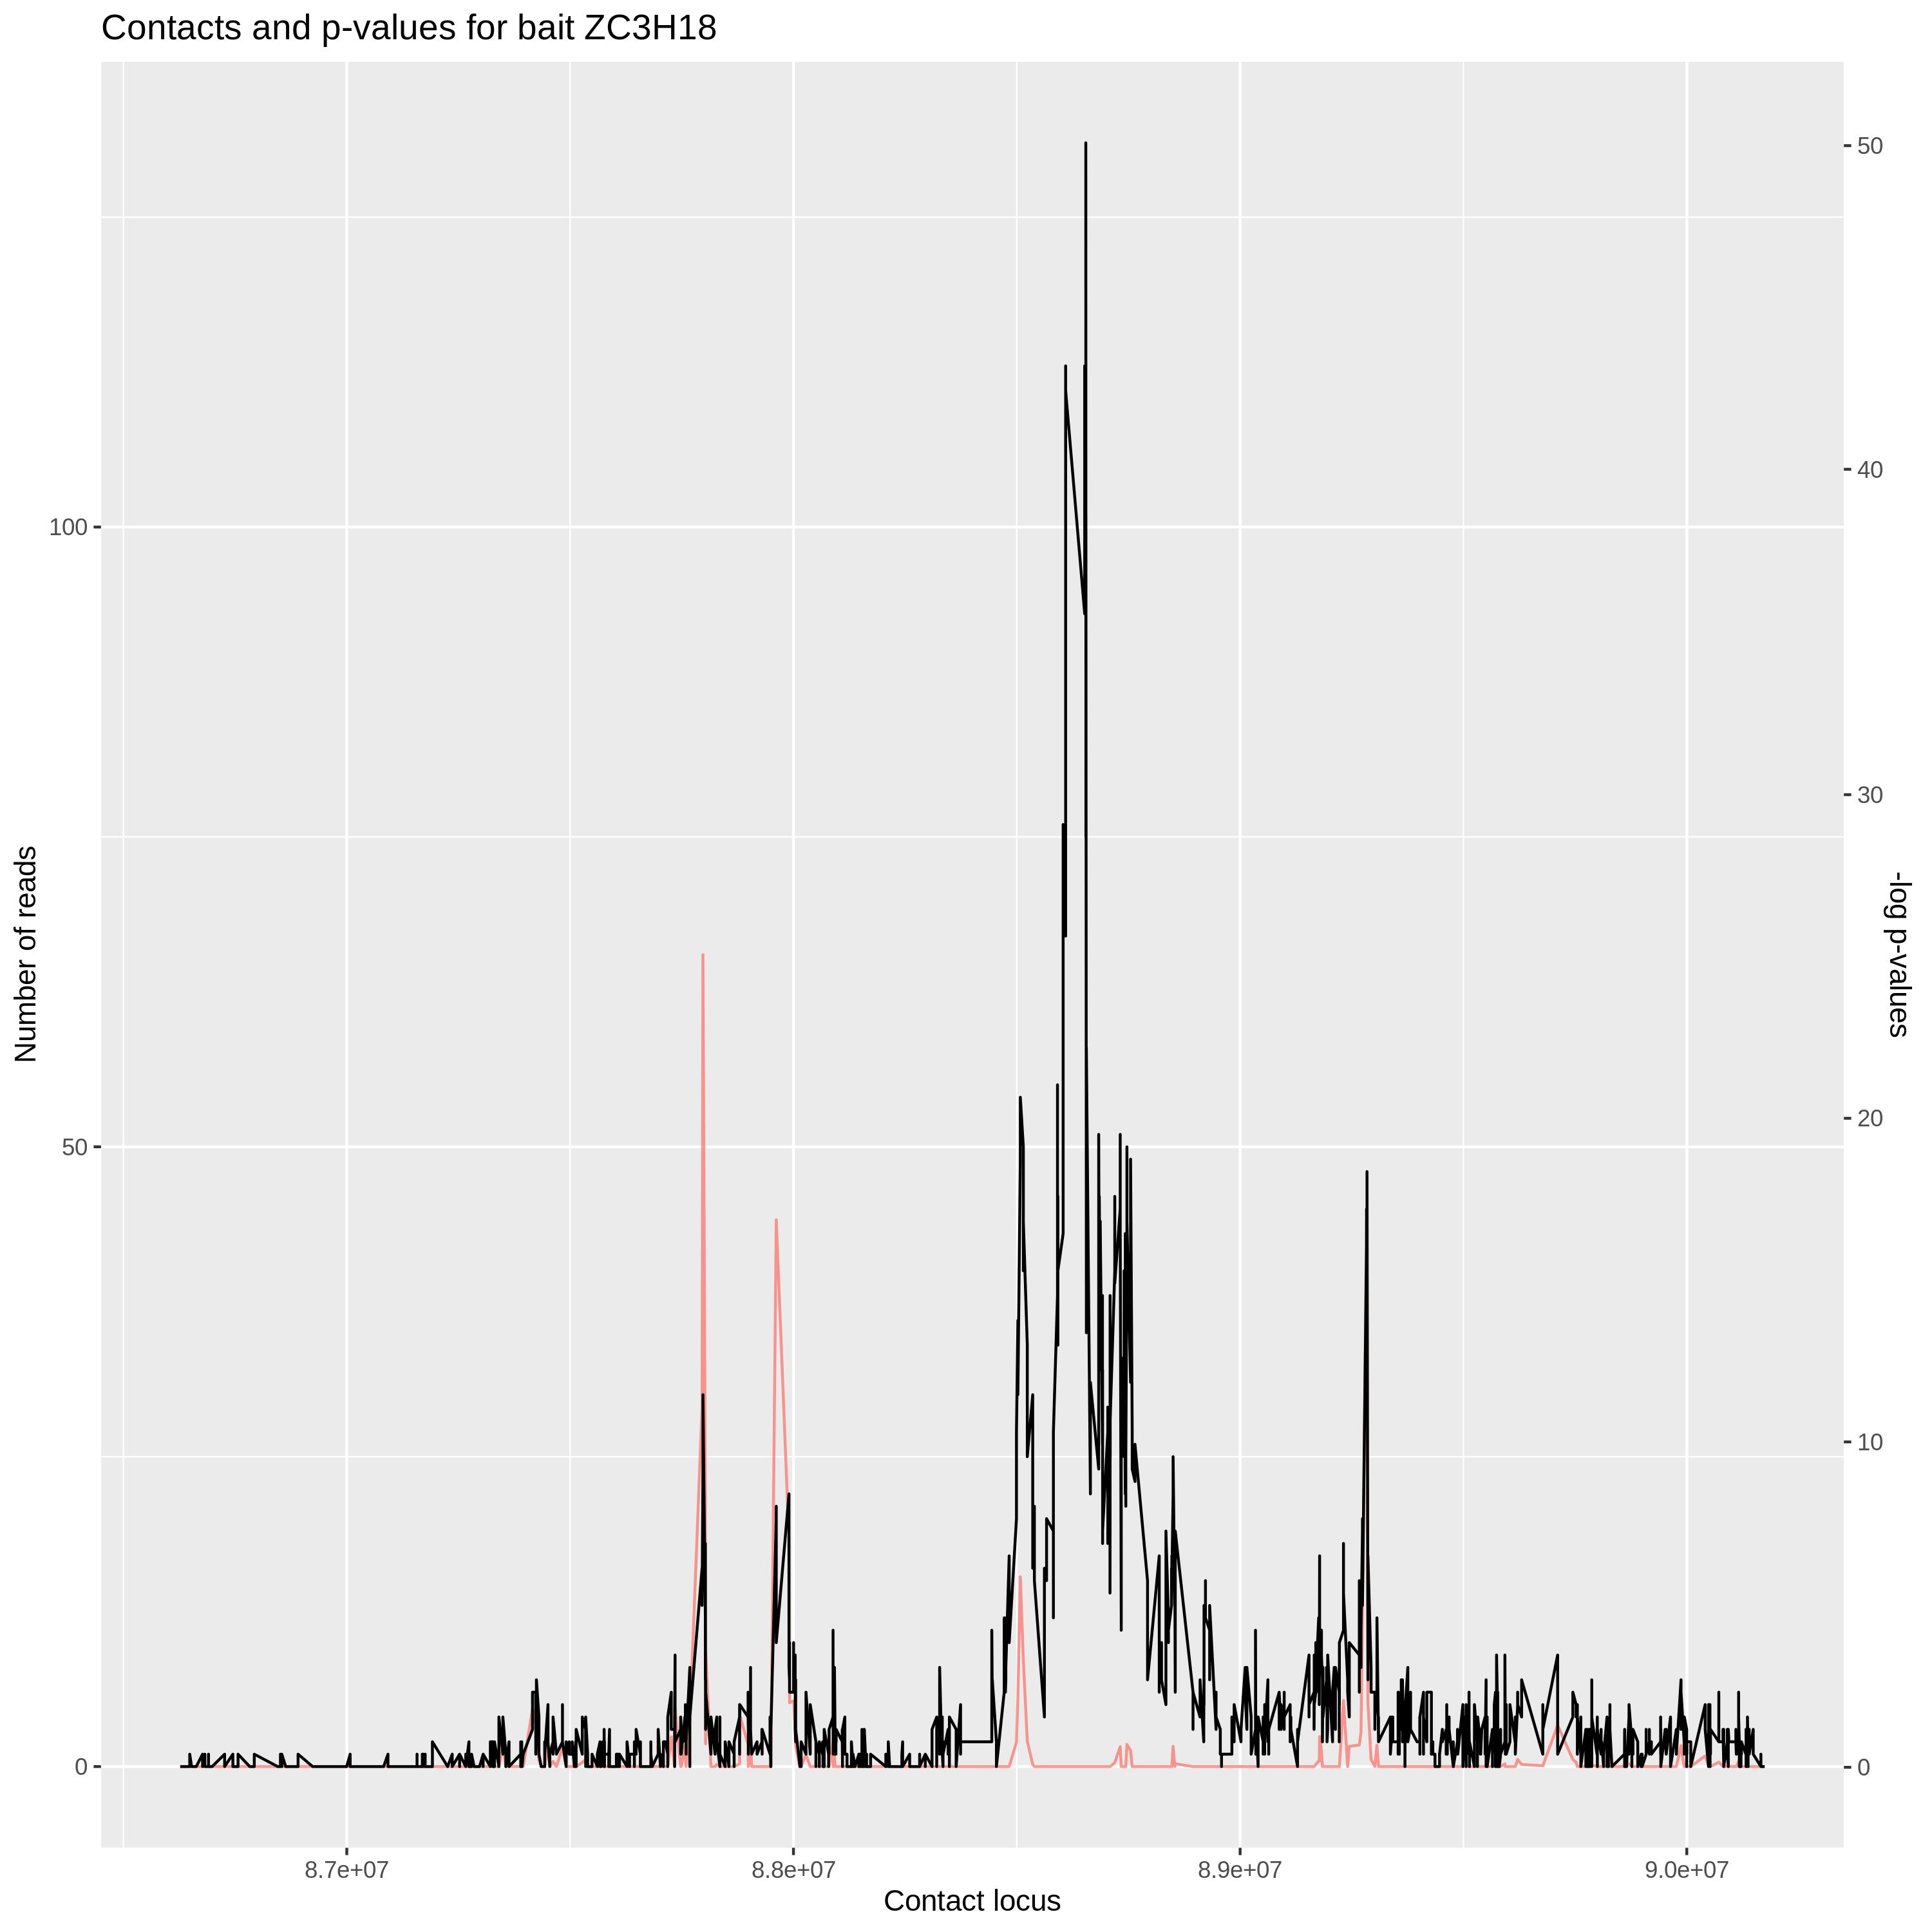 Contacts and p-values for bait ZC3H18
Number of reads
100
50
0
50
40
30
20
10
0
-log p-values
8.7e+07
8.8e+07
8.9e+07
9.0e+07
Contact locus